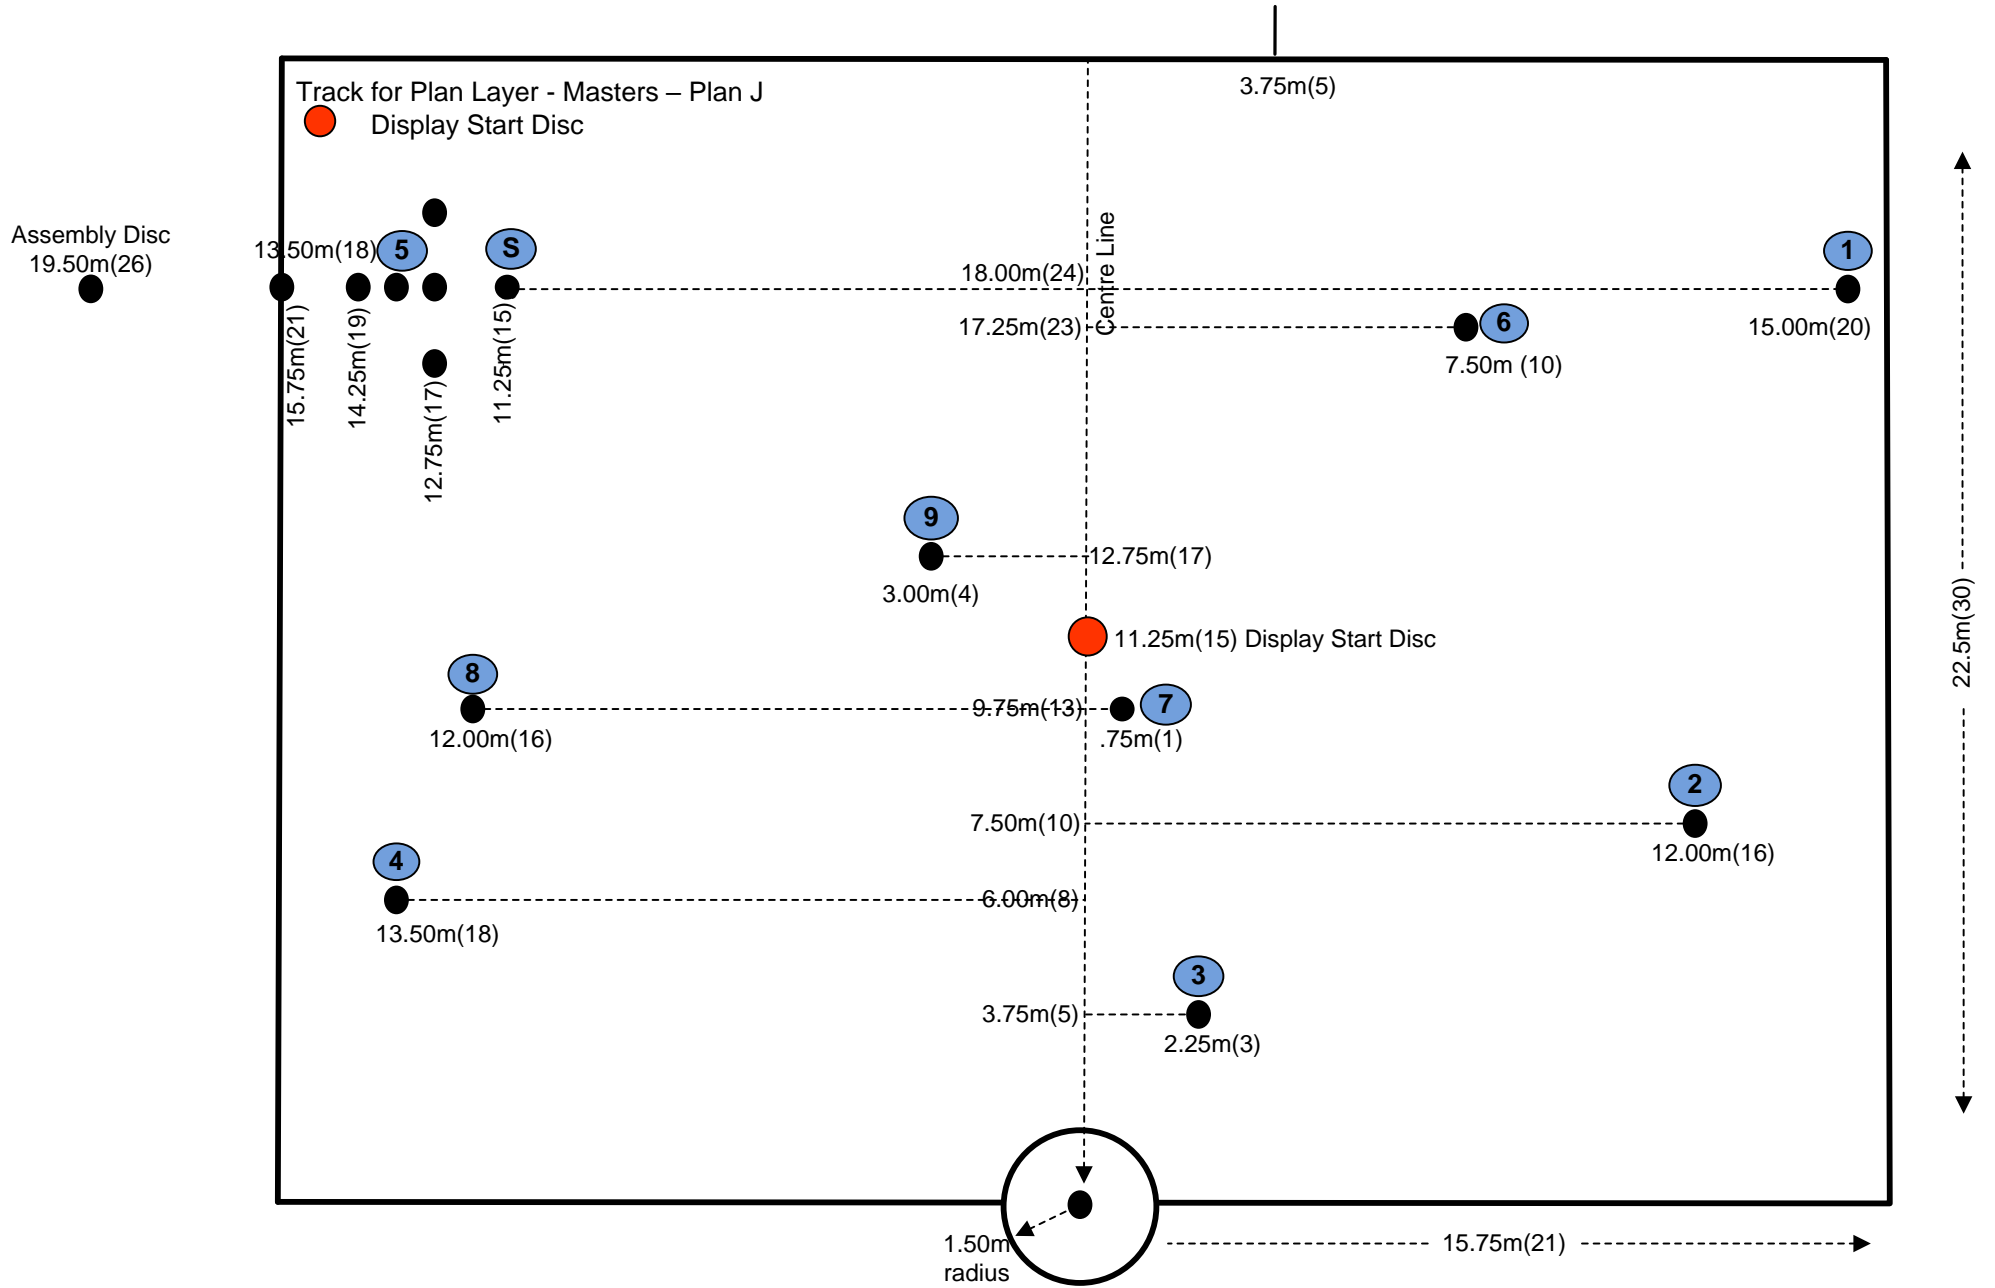 3.75m(5)
Track for Plan Layer - Masters – Plan J
Display Start Disc
Assembly Disc
19.50m(26)
13.50m(18)
5
S
1
18.00m(24)
Centre Line
17.25m(23)
6
15.00m(20)
7.50m (10)
15.75m(21)
14.25m(19)
12.75m(17)
11.25m(15)
9
12.75m(17)
3.00m(4)
11.25m(15) Display Start Disc
22.5m(30)
8
9.75m(13)
7
12.00m(16)
.75m(1)
2
7.50m(10)
12.00m(16)
4
6.00m(8)
13.50m(18)
3
3.75m(5)
2.25m(3)
1.50m
radius
15.75m(21)